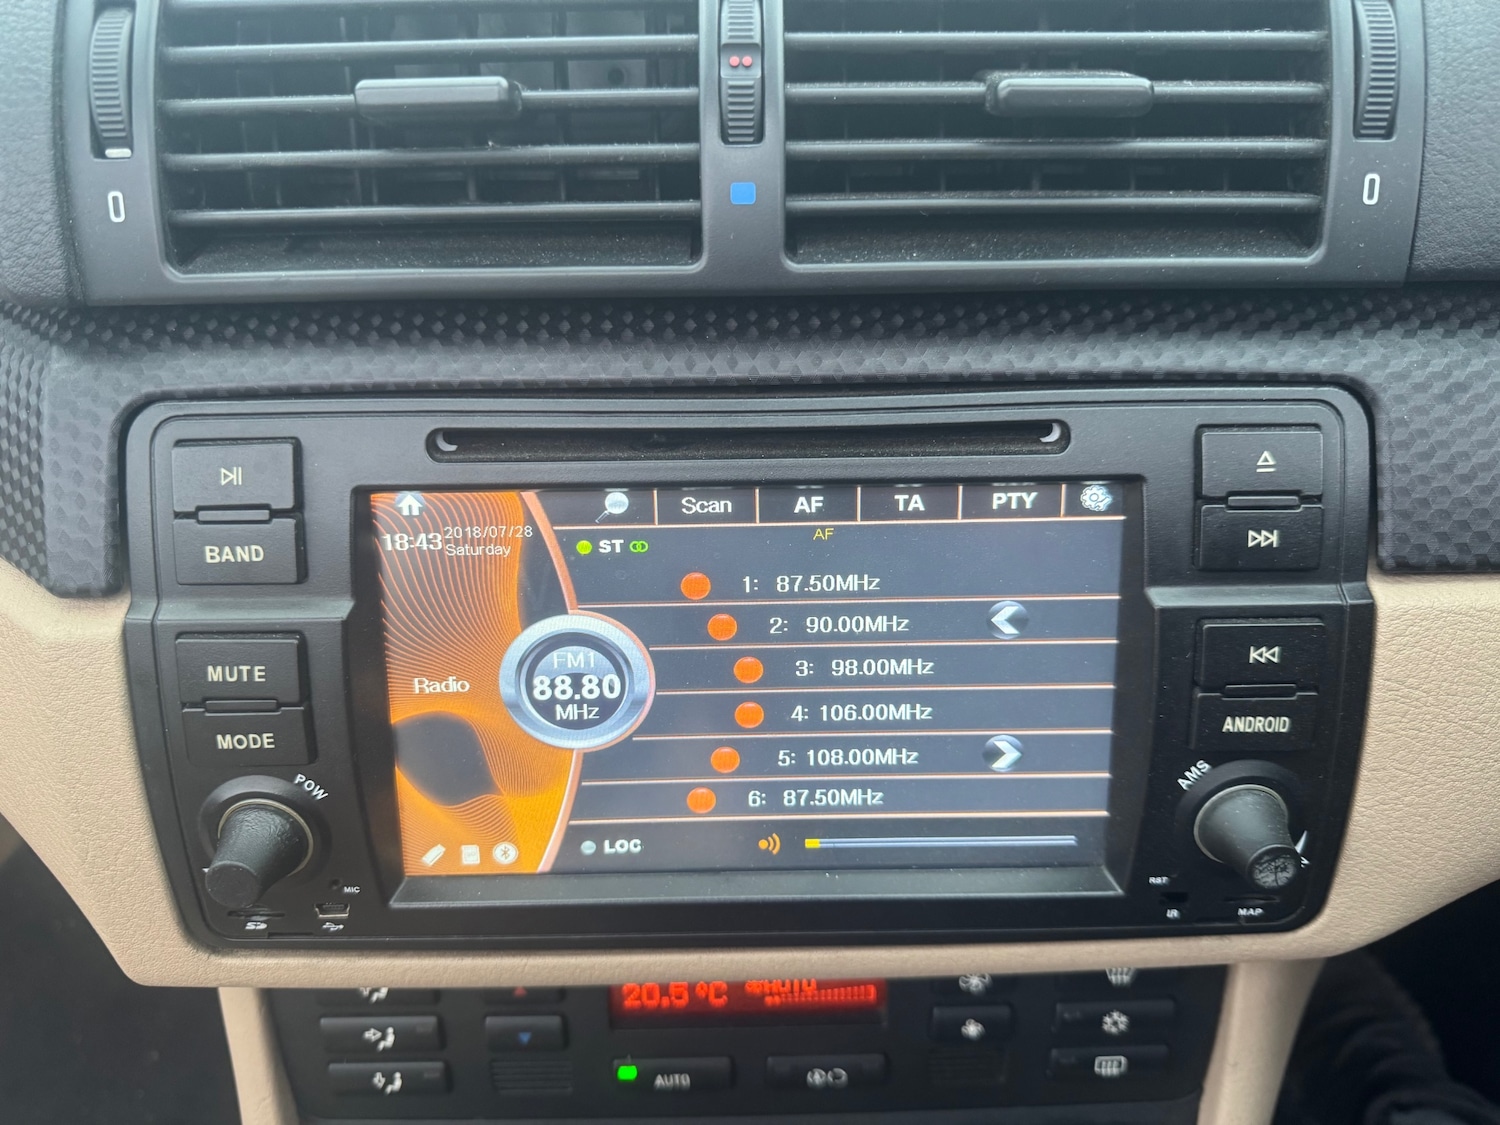 0
0
BAND
MUTE
MODE
POW
MIC
SD
Scan AF TA PTY
18:43 2018/07/28
Saturday
ST
AF
Radio
FM1
88.80
MHz
1: 87.50MHz
2: 90.00MHz
3: 98.00MHz
4: 106.00MHz
5: 108.00MHz
6: 87.50MHz
LOC
ANDROID
AMS
RST
IR
MAP
20.5°C AUTO
AUTO